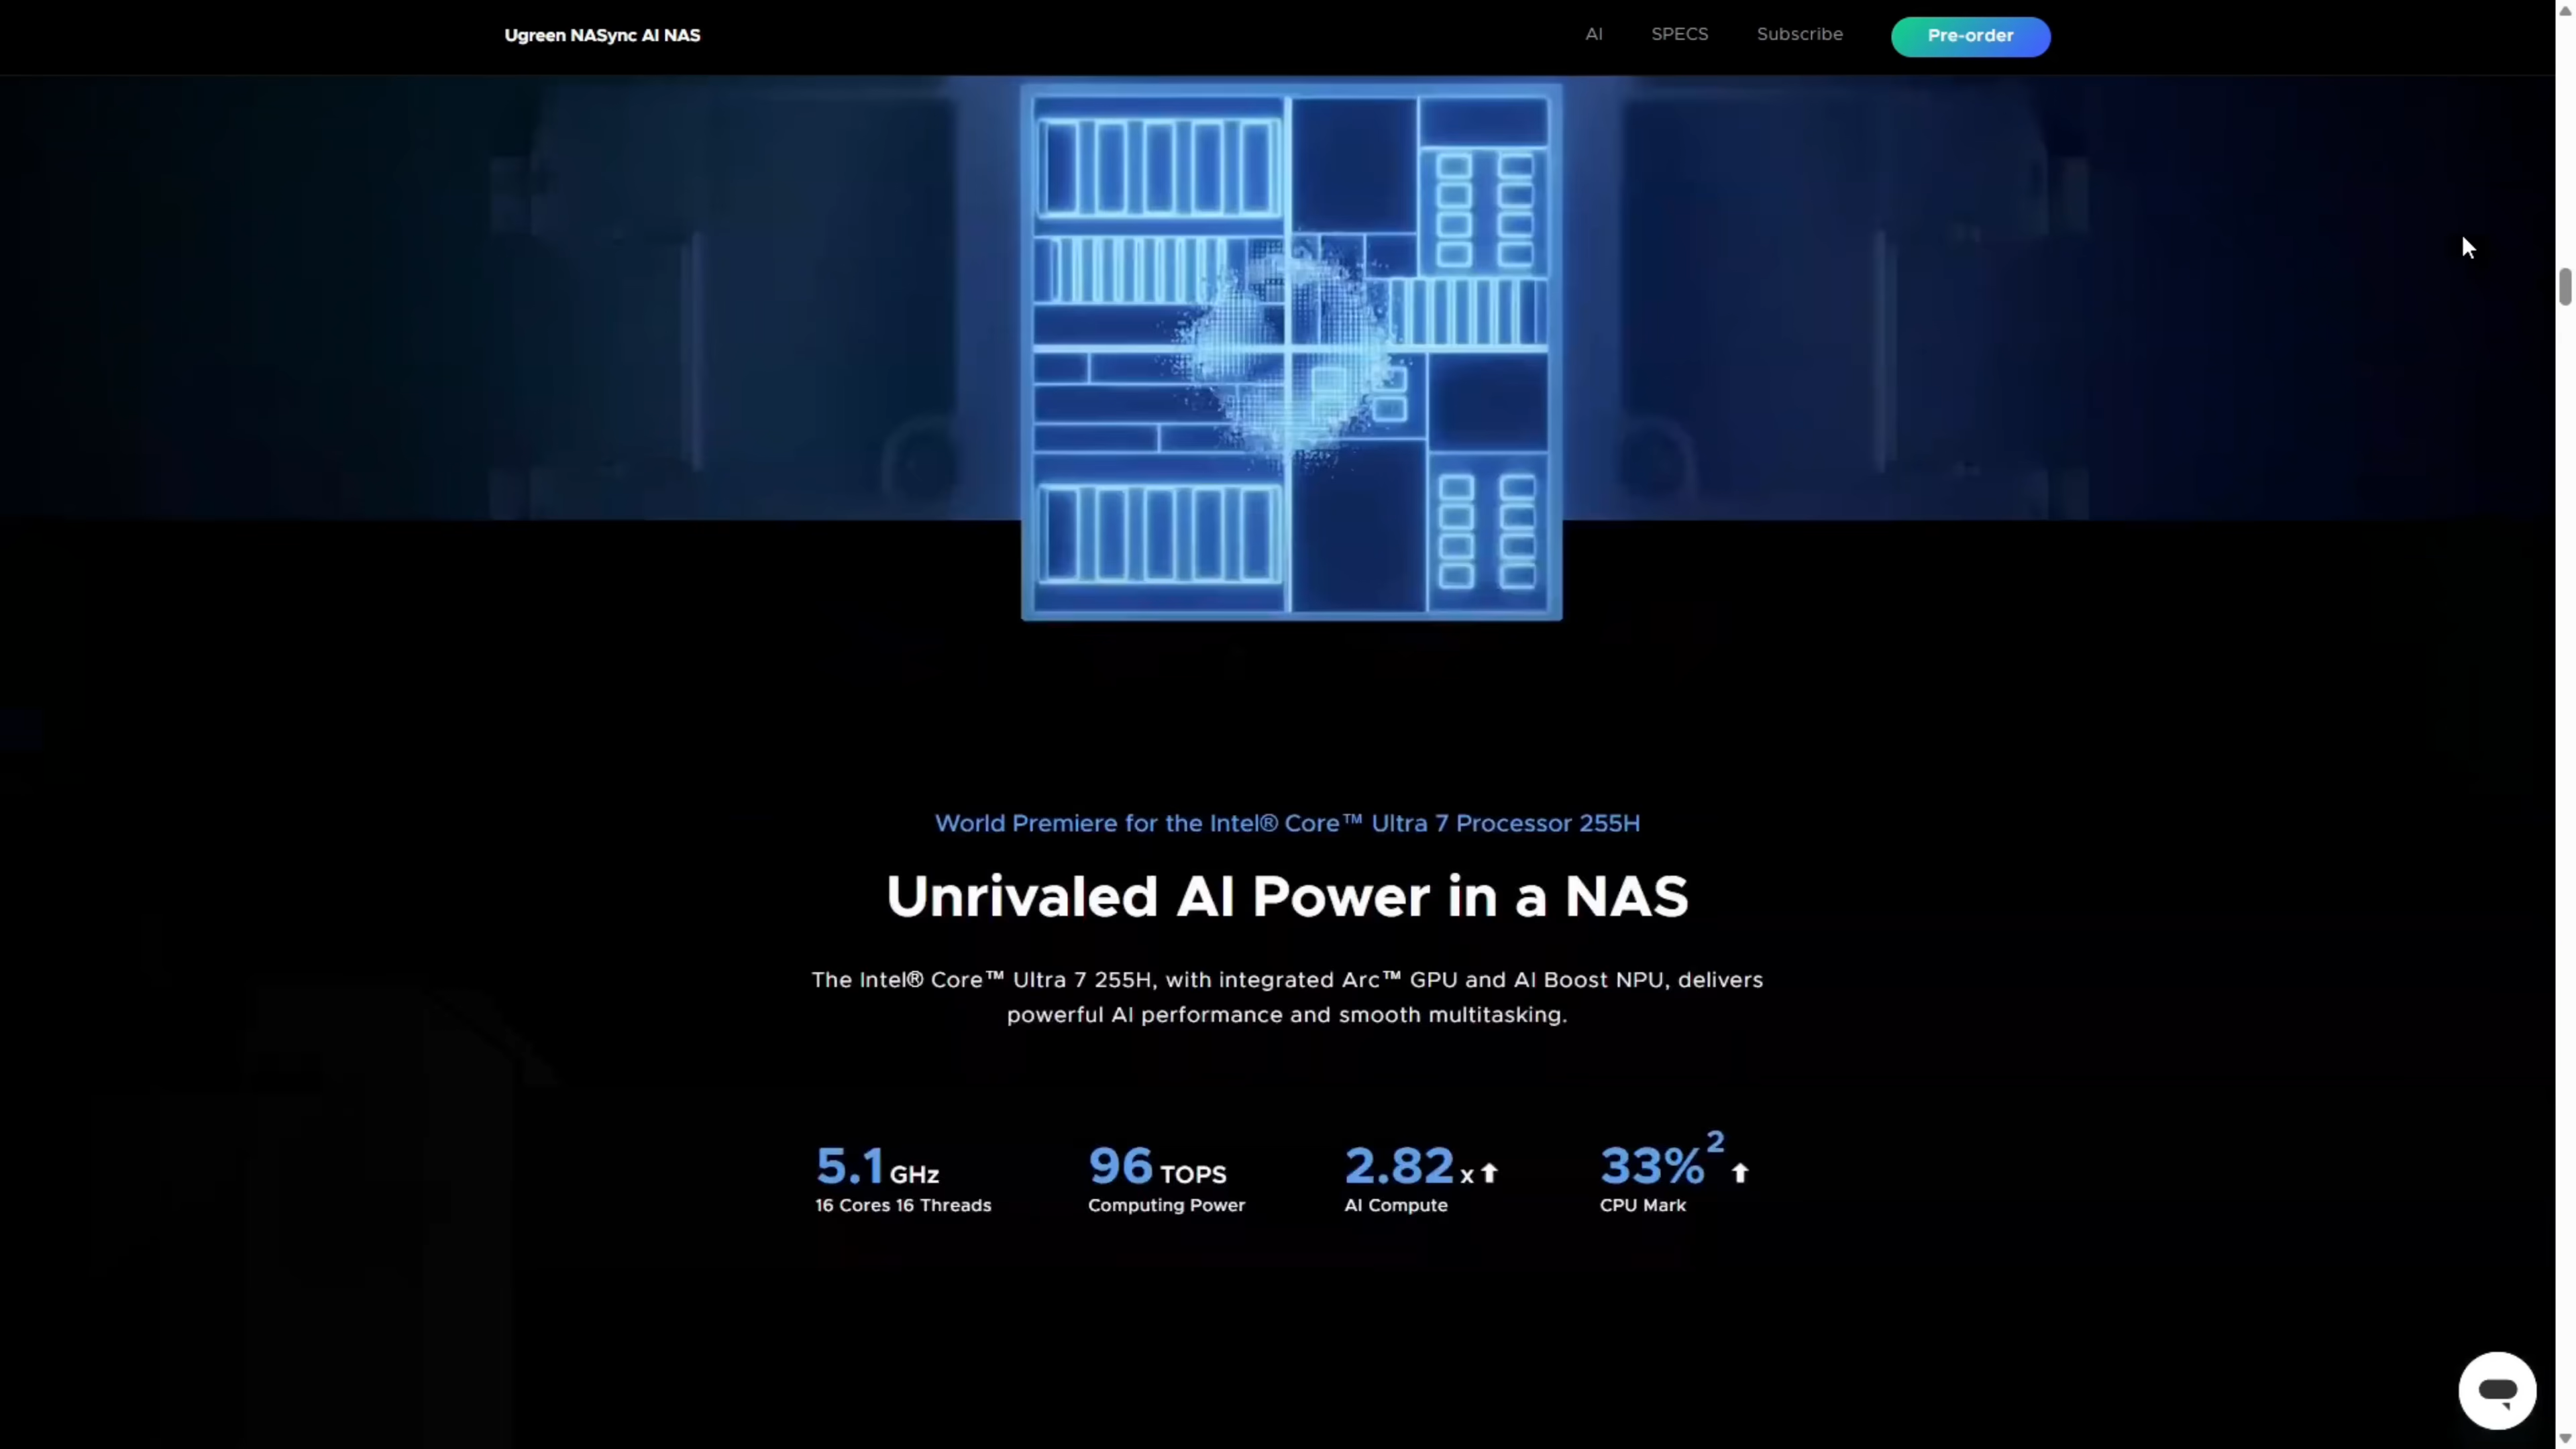 Ugreen NASync AI NAS
AI
SPECS
Subscribe
Pre-order
World Premiere for the Intel® Core™ Ultra 7 Processor 255H
Unrivaled AI Power in a NAS
The Intel® Core™ Ultra 7 255H, with integrated Arc™ GPU and AI Boost NPU, delivers
powerful AI performance and smooth multitasking.
5.1 GHz
16 Cores 16 Threads
96 TOPS
Computing Power
2.82 x ⬆
AI Compute
33%² ⬆
CPU Mark